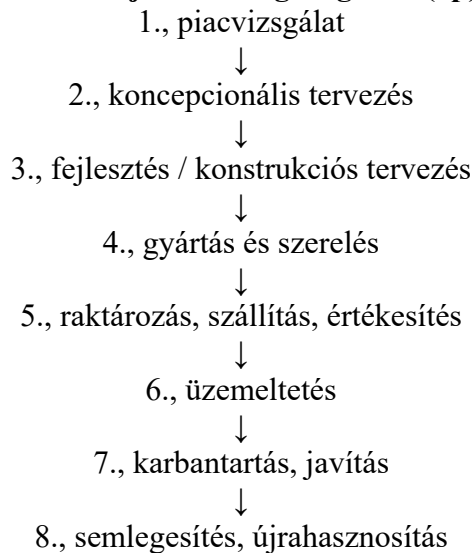 1., piacvizsgálat
↓
2., koncepcionális tervezés
↓
3., fejlesztés / konstrukciós tervezés
↓
4., gyártás és szerelés
↓
5., raktározás, szállítás, értékesítés
↓
6., üzemeltetés
↓
7., karbantartás, javítás
↓
8., semlegesítés, újrahasznosítás